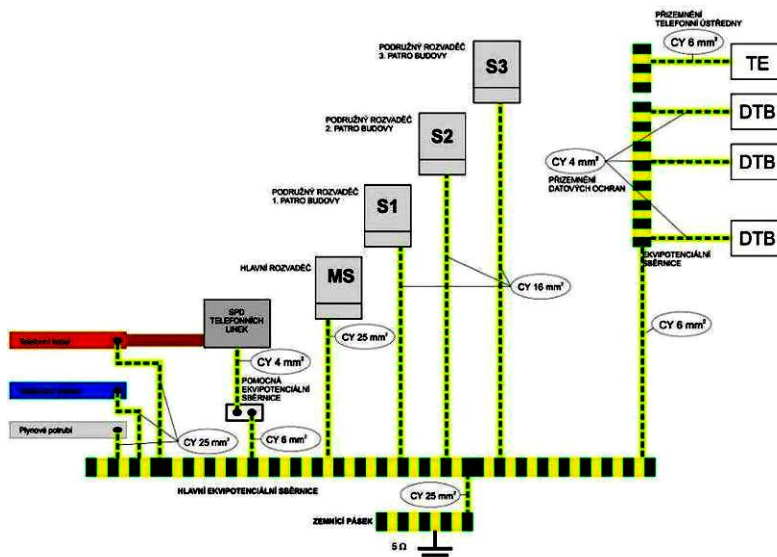 PŘIZEMNĚNÍ
TELEFONNÍ ÚSTŘEDNY
CY 6 mm²
TE
PODRUŽNÝ ROZVADĚČ
3. PATRO BUDOVY
S3
DTB
PODRUŽNÝ ROZVADĚČ
2. PATRO BUDOVY
S2
CY 4 mm²
DTB
PŘIZEMNĚNÍ
DATOVÝCH OCHRAN
PODRUŽNÝ ROZVADĚČ
1. PATRO BUDOVY
S1
DTB
EKVIPOTENCIÁLNÍ
SBĚRNICE
HLAVNÍ ROZVADĚČ
MS
CY 16 mm²
SPD
TELEFONNÍCH
LINEK
CY 25 mm²
CY 6 mm²
Telefonní kabel
CY 4 mm²
POMOCNÁ
EKVIPOTENCIÁLNÍ
SBĚRNICE
Plynové potrubí
CY 25 mm²
CY 6 mm²
HLAVNÍ EKVIPOTENCIÁLNÍ SBĚRNICE
CY 25 mm²
ZEMNÍCÍ PÁSEK
5 Ω